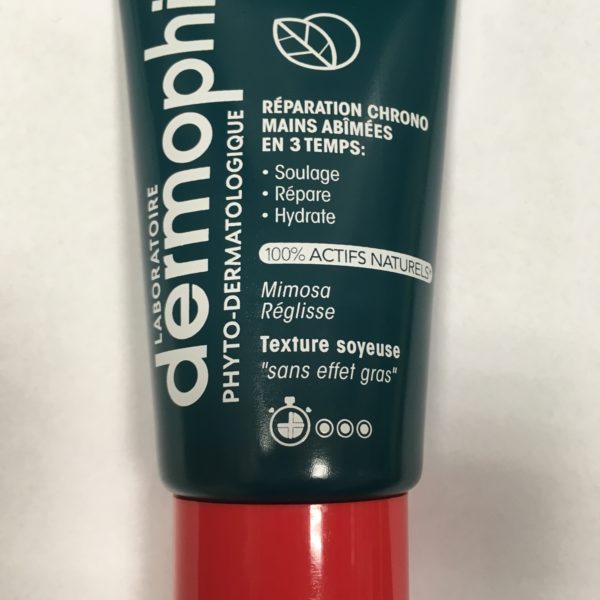 LABORATOIRE
dermophi
PHYTO-DERMATOLOGIQUE
RÉPARATION CHRONO
MAINS ABÎMÉES
EN 3 TEMPS:
• Soulage
• Répare
• Hydrate
100% ACTIFS NATURELS*
Mimosa
Réglisse
Texture soyeuse
"sans effet gras"